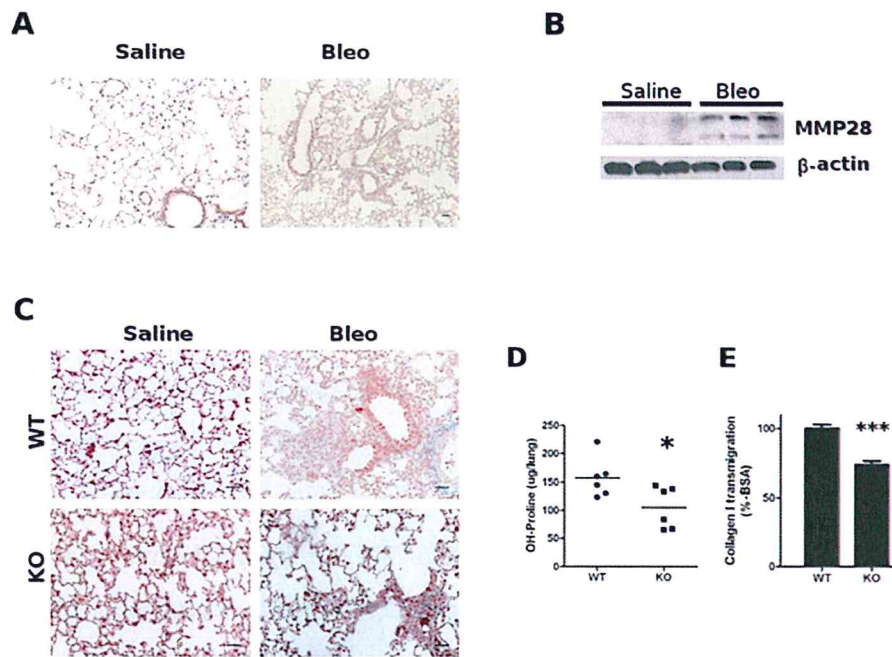 A
Saline Bleo
B
Saline Bleo
MMP28
β-actin
C
Saline Bleo
WT
KO
D
OH-Proline (ug/lung)
250
200
150
100
50
0
*
WT KO
E
Collagen I transmigration
(%-BSA)
100
50
0
***
WT KO